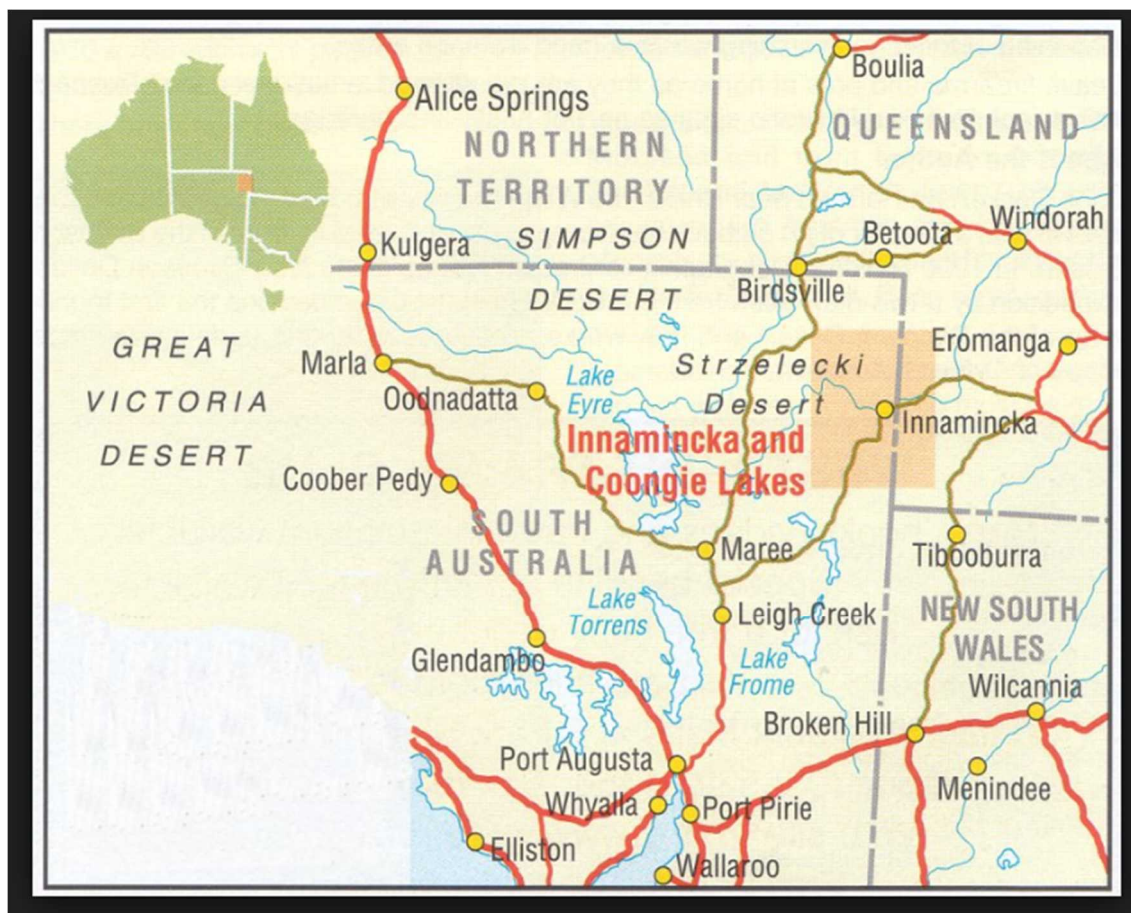 Boulia
Alice Springs
QUEENSLAND
NORTHERN
TERRITORY
Windorah
Betoota
Kulgera
SIMPSON
DESERT
Birdsville
Eromanga
GREAT
VICTORIA
DESERT
Marla
Oodnadatta
Lake
Eyre
Strzelecki
Desert
Innamincka
Innamincka and
Coongie Lakes
Coober Pedy
SOUTH
AUSTRALIA
Maree
Tibooburra
Lake
Torrens
Leigh Creek
NEW SOUTH
WALES
Glendambo
Lake
Frome
Wilcannia
Broken Hill
Port Augusta
Menindee
Whyalla
Port Pirie
Elliston
Wallaroo